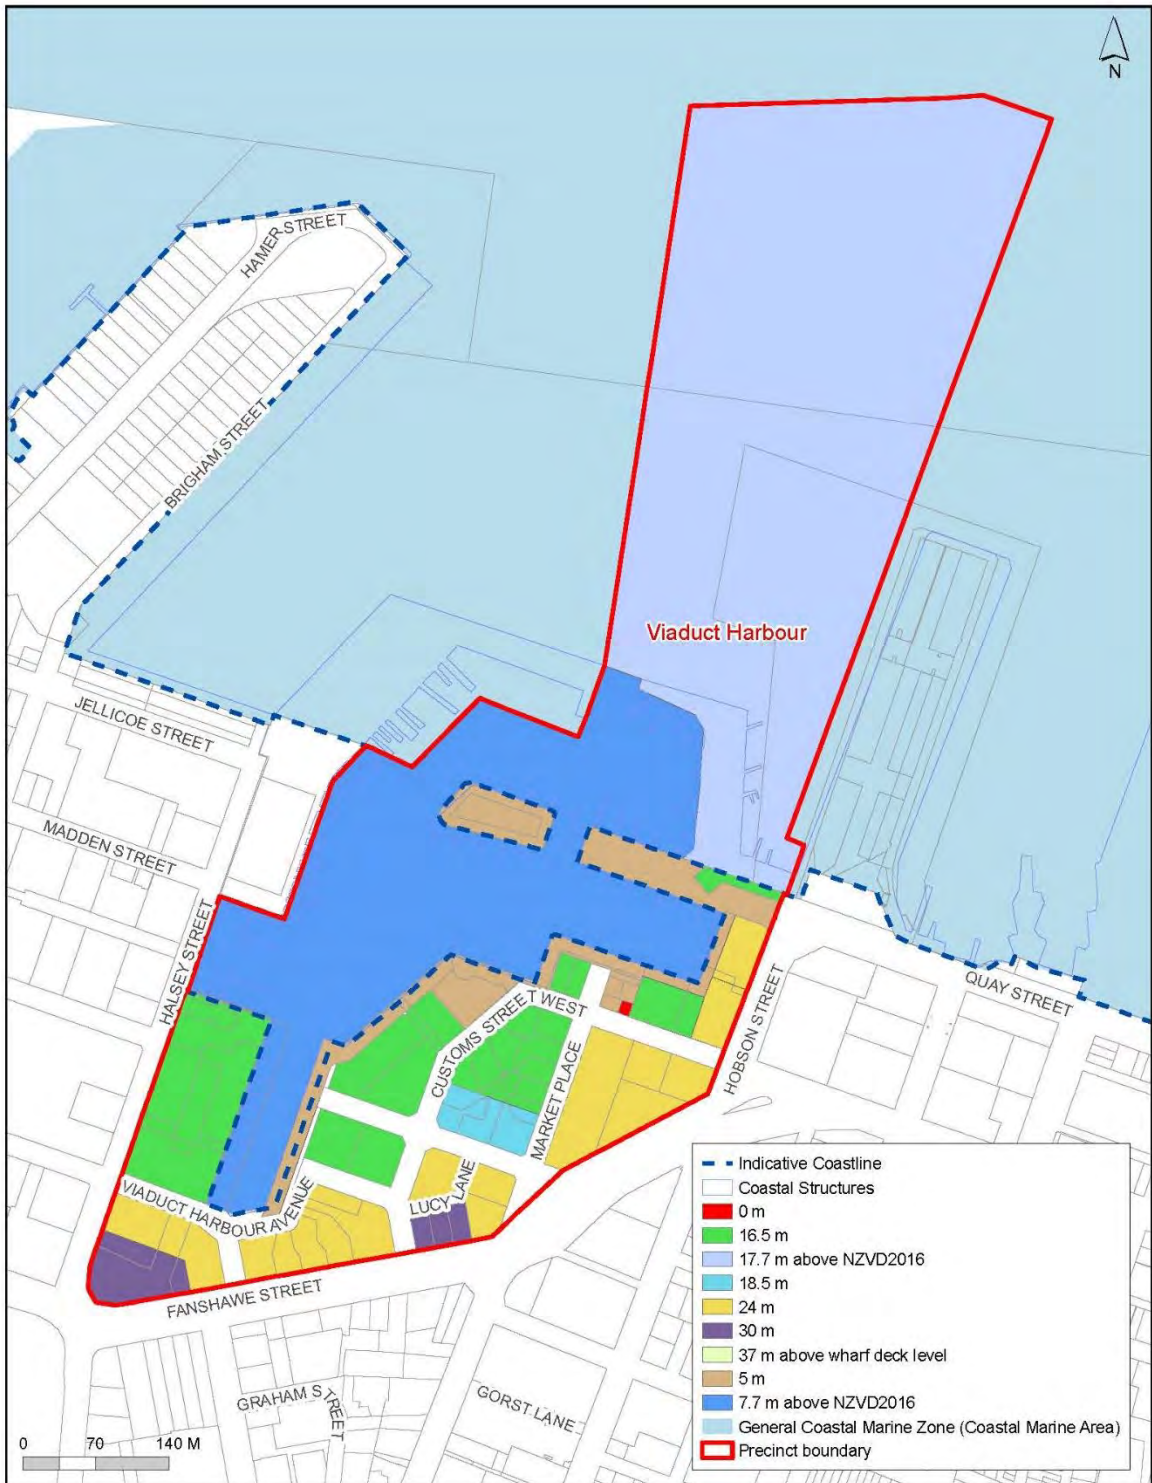 N
HAMER STREET
BRIGHAM STREET
Viaduct Harbour
JELLICOE STREET
MADDEN STREET
HALSEY STREET
QUAY STREET
CUSTOMS STREET WEST
HOBSON STREET
MARKET PLACE
LUCY LANE
VIADUCT HARBOUR AVENUE
FANSHAWE STREET
GRAHAM STREET
GORST LANE
Indicative Coastline
Coastal Structures
0 m
16.5 m
17.7 m above NZVD2016
18.5 m
24 m
30 m
37 m above wharf deck level
5 m
7.7 m above NZVD2016
General Coastal Marine Zone (Coastal Marine Area)
Precinct boundary
0 70 140 M